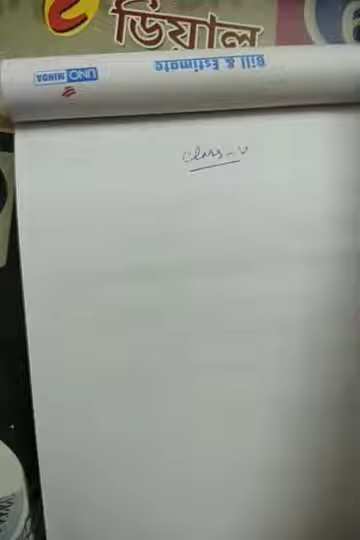 ডিয়াল
UNO MINDA
Bill & Estimate
Class - V